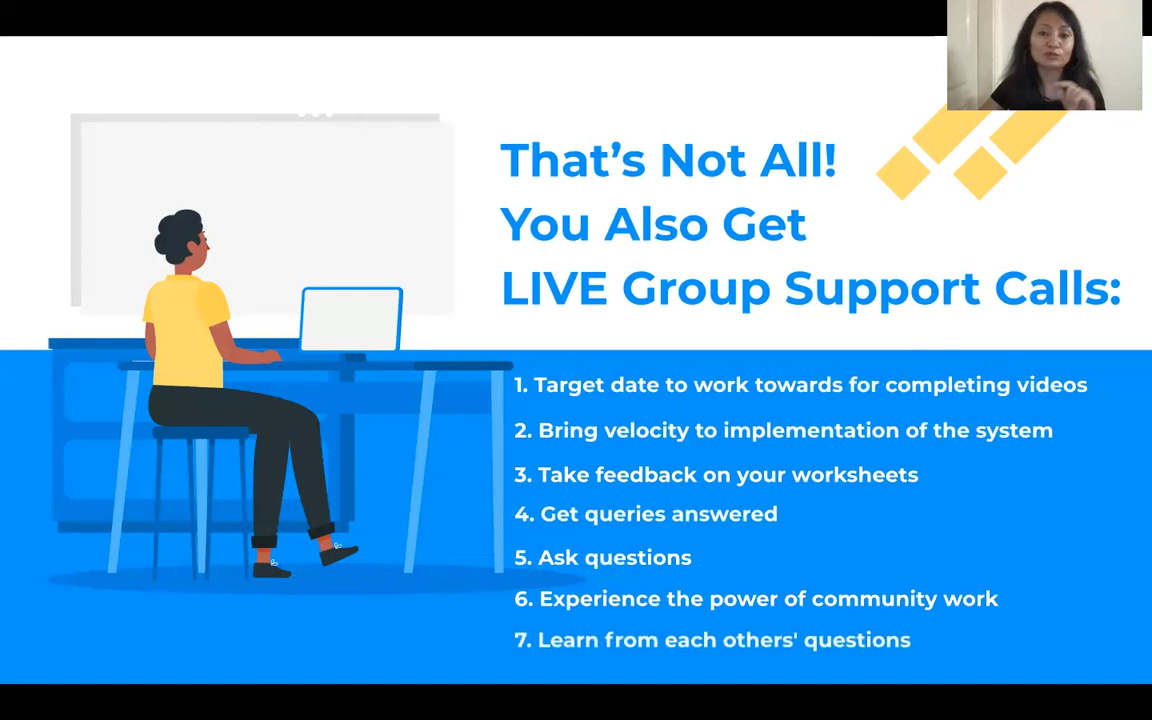 That’s Not All!
You Also Get
LIVE Group Support Calls:
1. Target date to work towards for completing videos
2. Bring velocity to implementation of the system
3. Take feedback on your worksheets
4. Get queries answered
5. Ask questions
6. Experience the power of community work
7. Learn from each others' questions